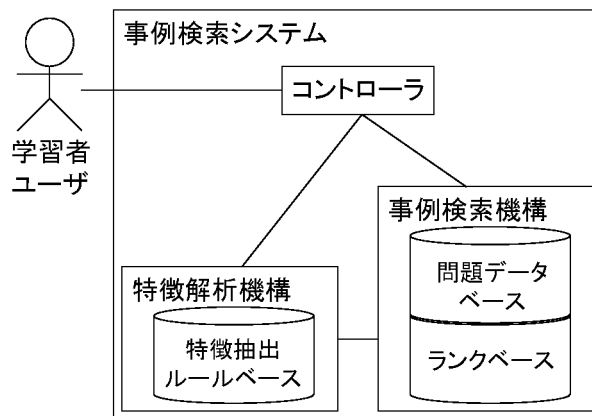 事例検索システム
コントローラ
学習者
ユーザ
事例検索機構
問題データ
ベース
ランクベース
特徴解析機構
特徴抽出
ルールベース